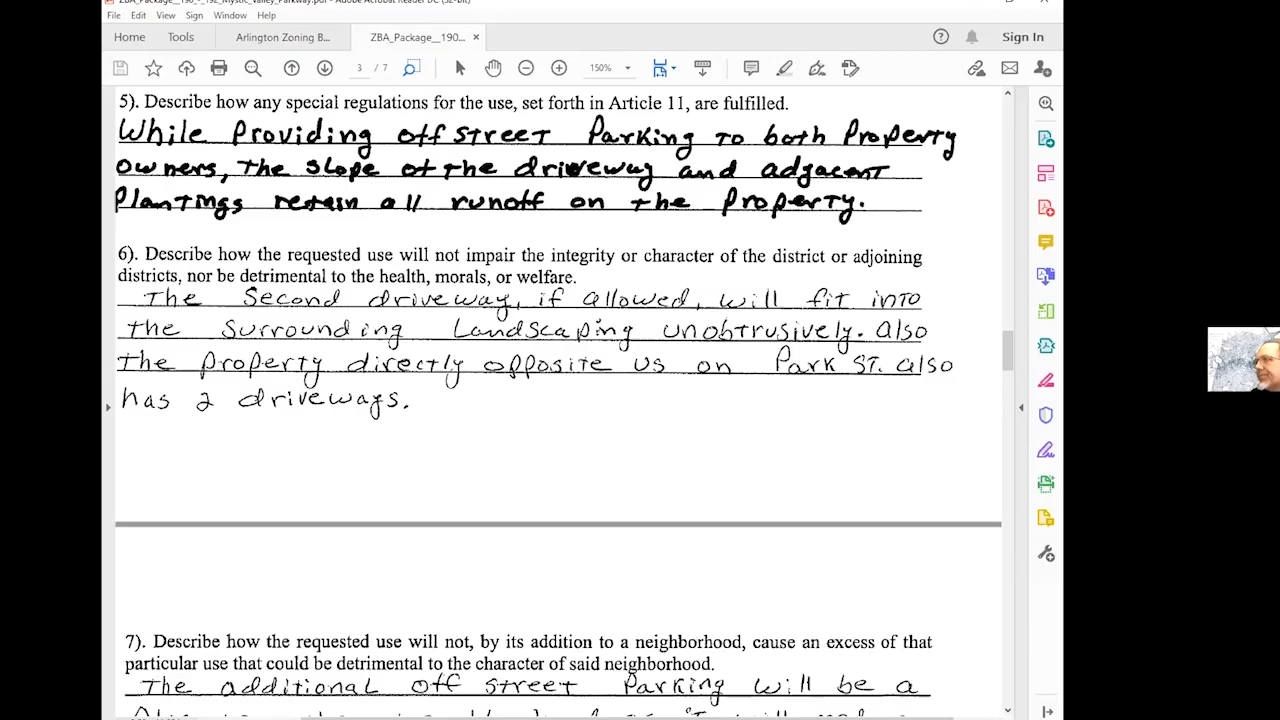 ZBA_Package__190_-_192_Mystic_Valley_Parkway.pdf - Adobe Acrobat Reader DC (32-bit)
File Edit View Sign Window Help
Home Tools Arlington Zoning B... ZBA_Package__190... × Sign In
3 / 7 150%
5). Describe how any special regulations for the use, set forth in Article 11, are fulfilled.
While Providing off STREET Parking to both Property
owners, The slope of the driveway and adjacent
Plantings retain all runoff on the Property.
6). Describe how the requested use will not impair the integrity or character of the district or adjoining
districts, nor be detrimental to the health, morals, or welfare.
The Second driveway, if allowed, will fit into
the Surrounding Landscaping unobtrusively. Also
the property directly opposite us on Park ST. also
has 2 driveways.
7). Describe how the requested use will not, by its addition to a neighborhood, cause an excess of that
particular use that could be detrimental to the character of said neighborhood.
The additional off street Parking will be a